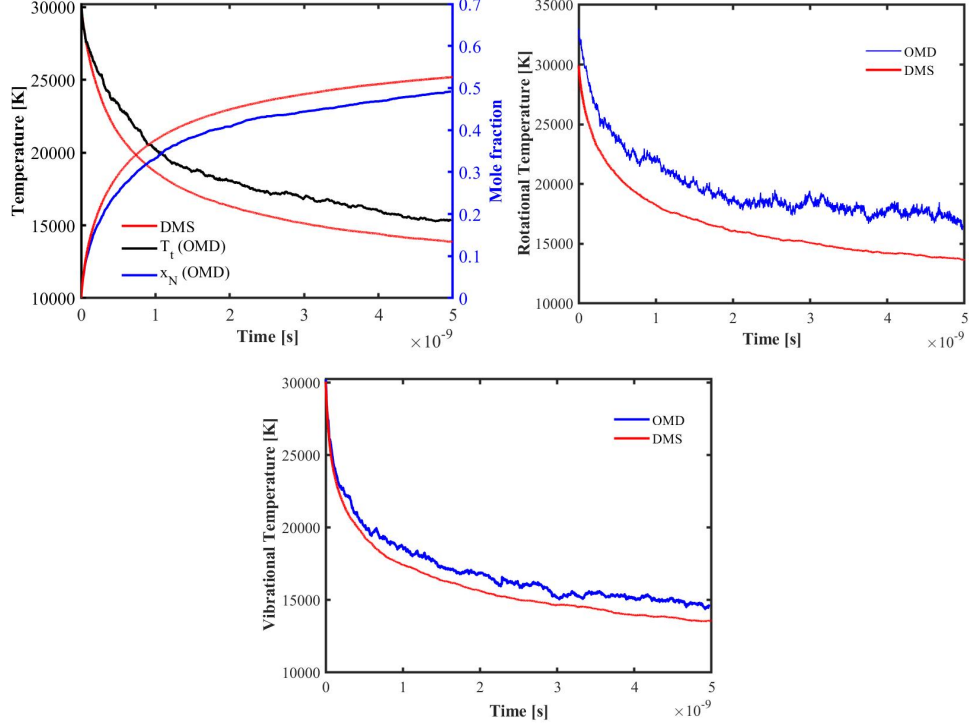 30000
25000
20000
15000
10000
Temperature [K]
0.7
0.6
0.5
0.4
0.3
0.2
0.1
0
Mole fraction
DMS
T_t (OMD)
x_N (OMD)
0 1 2 3 4 5
Time [s]
×10^-9
35000
30000
25000
20000
15000
10000
Rotational Temperature [K]
OMD
DMS
0 1 2 3 4 5
Time [s]
×10^-9
30000
25000
20000
15000
10000
Vibrational Temperature [K]
OMD
DMS
0 1 2 3 4 5
Time [s]
×10^-9